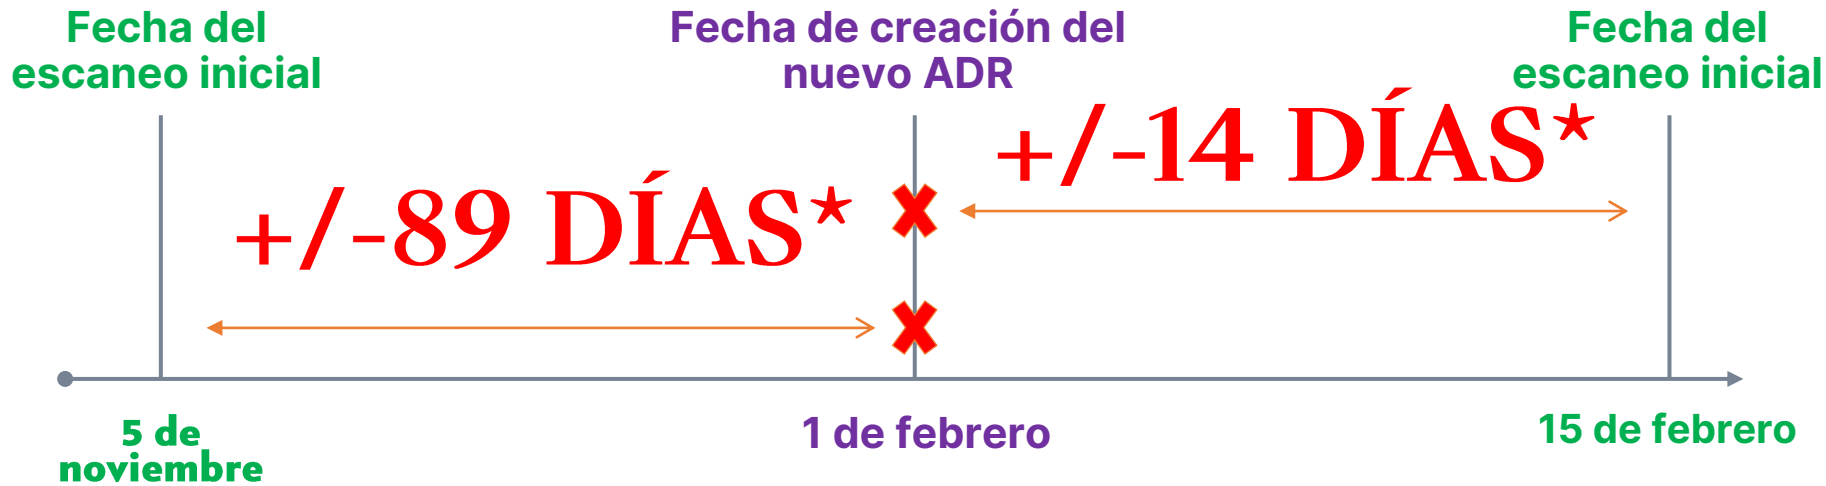 Fecha del
escaneo inicial
Fecha de creación del
nuevo ADR
Fecha del
escaneo inicial
+/-14 DÍAS*
+/-89 DÍAS*
5 de
noviembre
1 de febrero
15 de febrero